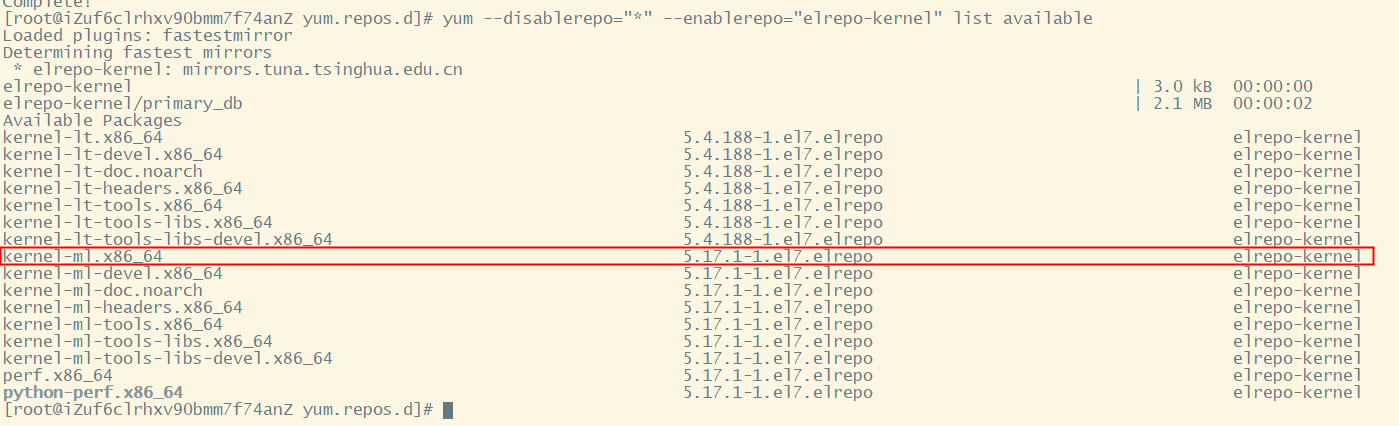 Complete!
[root@iZuf6clrhxv90bmm7f74anZ yum.repos.d]# yum --disablerepo="*" --enablerepo="elrepo-kernel" list available
Loaded plugins: fastestmirror
Determining fastest mirrors
 * elrepo-kernel: mirrors.tuna.tsinghua.edu.cn
elrepo-kernel | 3.0 kB 00:00:00
elrepo-kernel/primary_db | 2.1 MB 00:00:02
Available Packages
kernel-lt.x86_64 5.4.188-1.el7.elrepo elrepo-kernel
kernel-lt-devel.x86_64 5.4.188-1.el7.elrepo elrepo-kernel
kernel-lt-doc.noarch 5.4.188-1.el7.elrepo elrepo-kernel
kernel-lt-headers.x86_64 5.4.188-1.el7.elrepo elrepo-kernel
kernel-lt-tools.x86_64 5.4.188-1.el7.elrepo elrepo-kernel
kernel-lt-tools-libs.x86_64 5.4.188-1.el7.elrepo elrepo-kernel
kernel-lt-tools-libs-devel.x86_64 5.4.188-1.el7.elrepo elrepo-kernel
kernel-ml.x86_64 5.17.1-1.el7.elrepo elrepo-kernel
kernel-ml-devel.x86_64 5.17.1-1.el7.elrepo elrepo-kernel
kernel-ml-doc.noarch 5.17.1-1.el7.elrepo elrepo-kernel
kernel-ml-headers.x86_64 5.17.1-1.el7.elrepo elrepo-kernel
kernel-ml-tools.x86_64 5.17.1-1.el7.elrepo elrepo-kernel
kernel-ml-tools-libs.x86_64 5.17.1-1.el7.elrepo elrepo-kernel
kernel-ml-tools-libs-devel.x86_64 5.17.1-1.el7.elrepo elrepo-kernel
perf.x86_64 5.17.1-1.el7.elrepo elrepo-kernel
python-perf.x86_64 5.17.1-1.el7.elrepo elrepo-kernel
[root@iZuf6clrhxv90bmm7f74anZ yum.repos.d]#